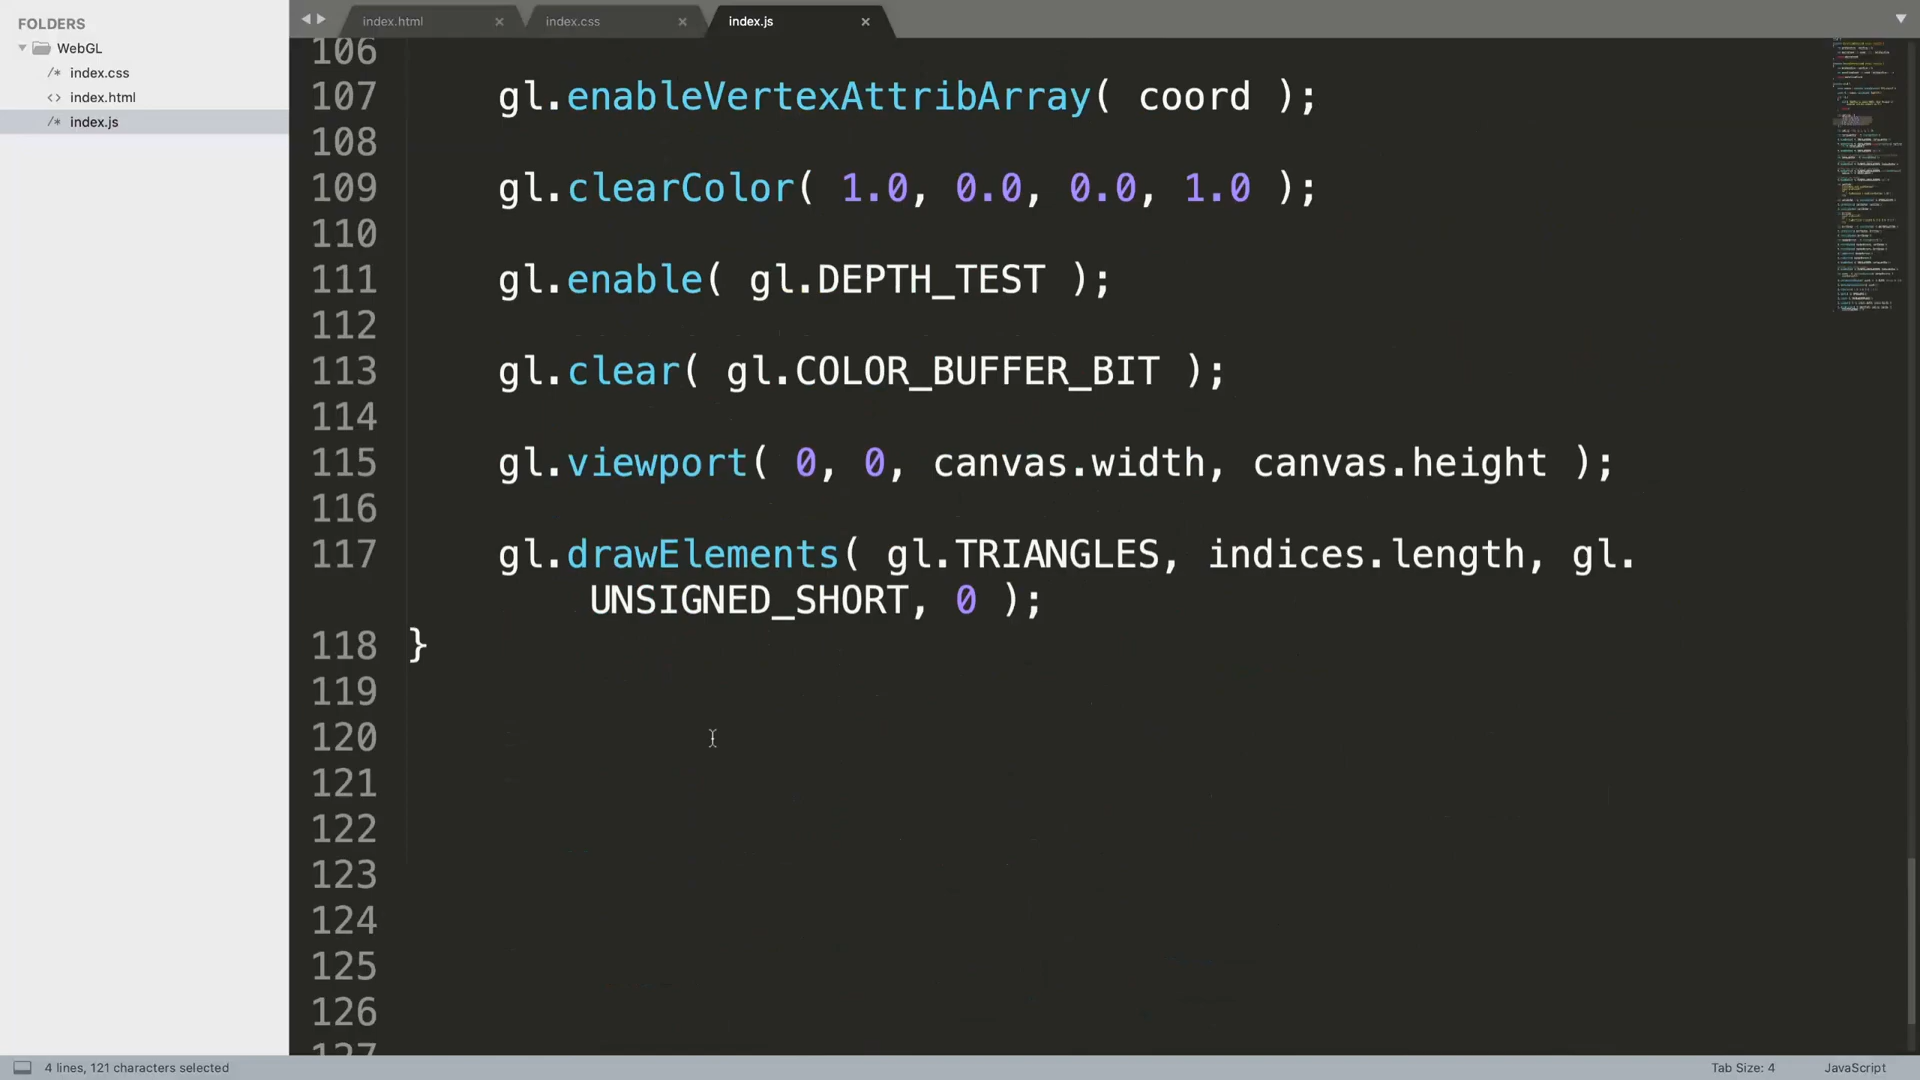 FOLDERS
WebGL
/* index.css
<> index.html
/* index.js
index.html
index.css
index.js
106
107 gl.enableVertexAttribArray( coord );
108
109 gl.clearColor( 1.0, 0.0, 0.0, 1.0 );
110
111 gl.enable( gl.DEPTH_TEST );
112
113 gl.clear( gl.COLOR_BUFFER_BIT );
114
115 gl.viewport( 0, 0, canvas.width, canvas.height );
116
117 gl.drawElements( gl.TRIANGLES, indices.length, gl.
UNSIGNED_SHORT, 0 );
118 }
119
120
121
122
123
124
125
126
127
4 lines, 121 characters selected
Tab Size: 4
JavaScript